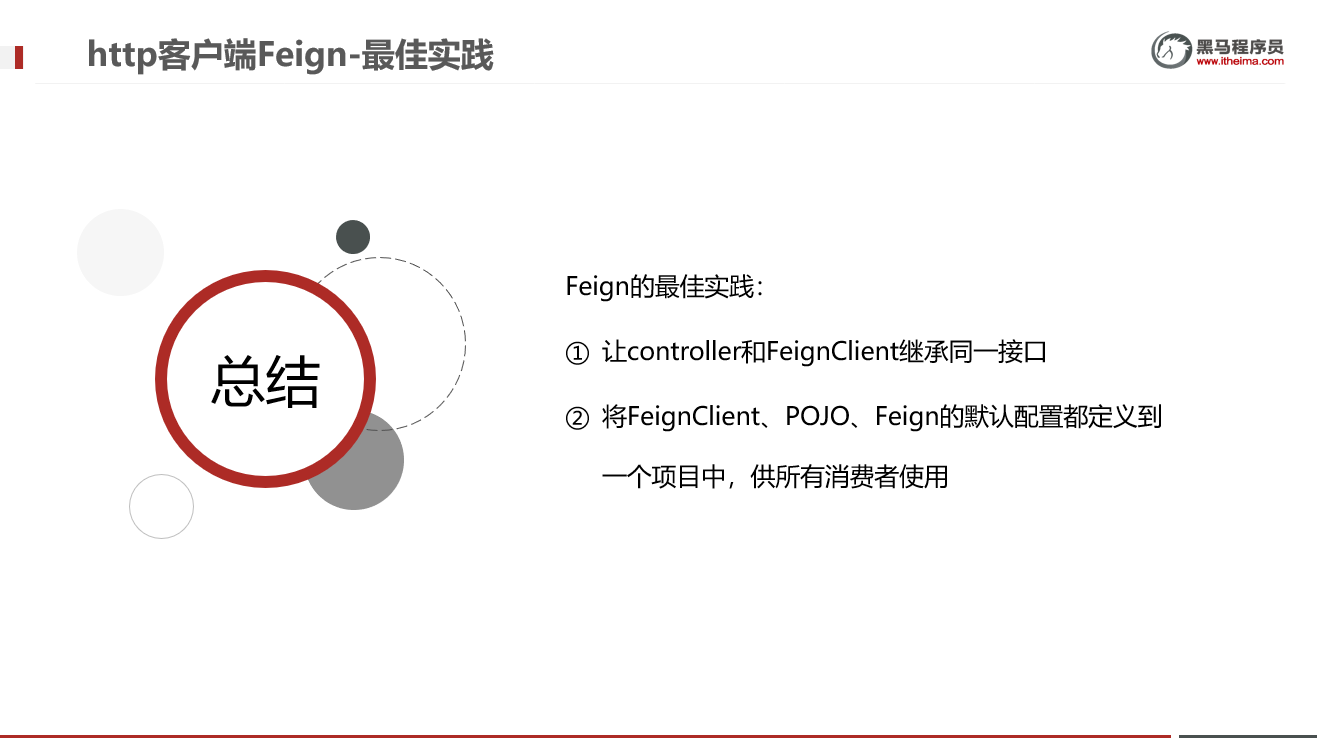 http客户端Feign-最佳实践
黑马程序员
www.itheima.com
总结
Feign的最佳实践：
① 让controller和FeignClient继承同一接口
② 将FeignClient、POJO、Feign的默认配置都定义到
一个项目中，供所有消费者使用